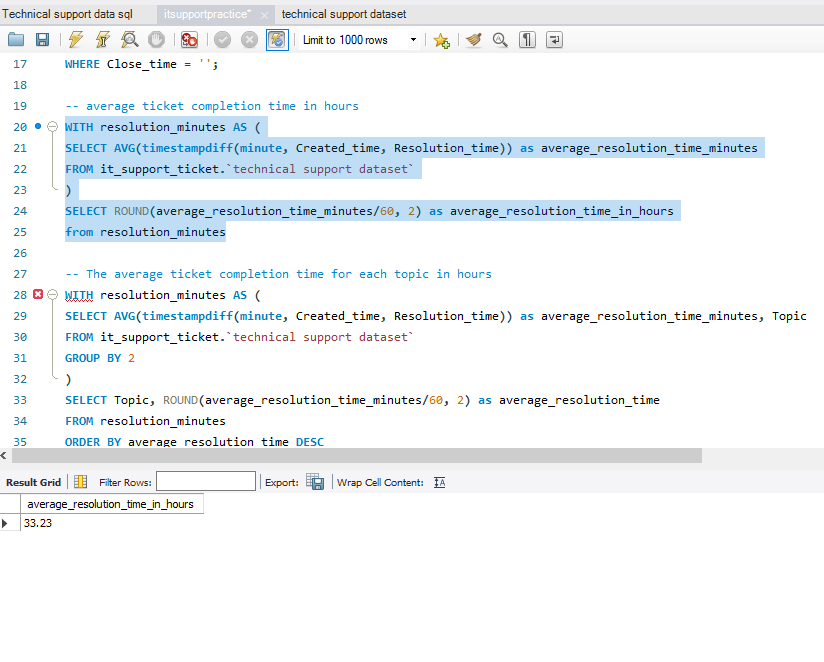 Technical support data sql itsupportpractice* × technical support dataset
Limit to 1000 rows
17 WHERE Close_time = '';
18
19 -- average ticket completion time in hours
20 WITH resolution_minutes AS (
21 SELECT AVG(timestampdiff(minute, Created_time, Resolution_time)) as average_resolution_time_minutes
22 FROM it_support_ticket.`technical support dataset`
23 )
24 SELECT ROUND(average_resolution_time_minutes/60, 2) as average_resolution_time_in_hours
25 from resolution_minutes
26
27 -- The average ticket completion time for each topic in hours
28 WITH resolution_minutes AS (
29 SELECT AVG(timestampdiff(minute, Created_time, Resolution_time)) as average_resolution_time_minutes, Topic
30 FROM it_support_ticket.`technical support dataset`
31 GROUP BY 2
32 )
33 SELECT Topic, ROUND(average_resolution_time_minutes/60, 2) as average_resolution_time
34 FROM resolution_minutes
35 ORDER BY average_resolution_time DESC
Result Grid Filter Rows: Export: Wrap Cell Content:
average_resolution_time_in_hours
33.23